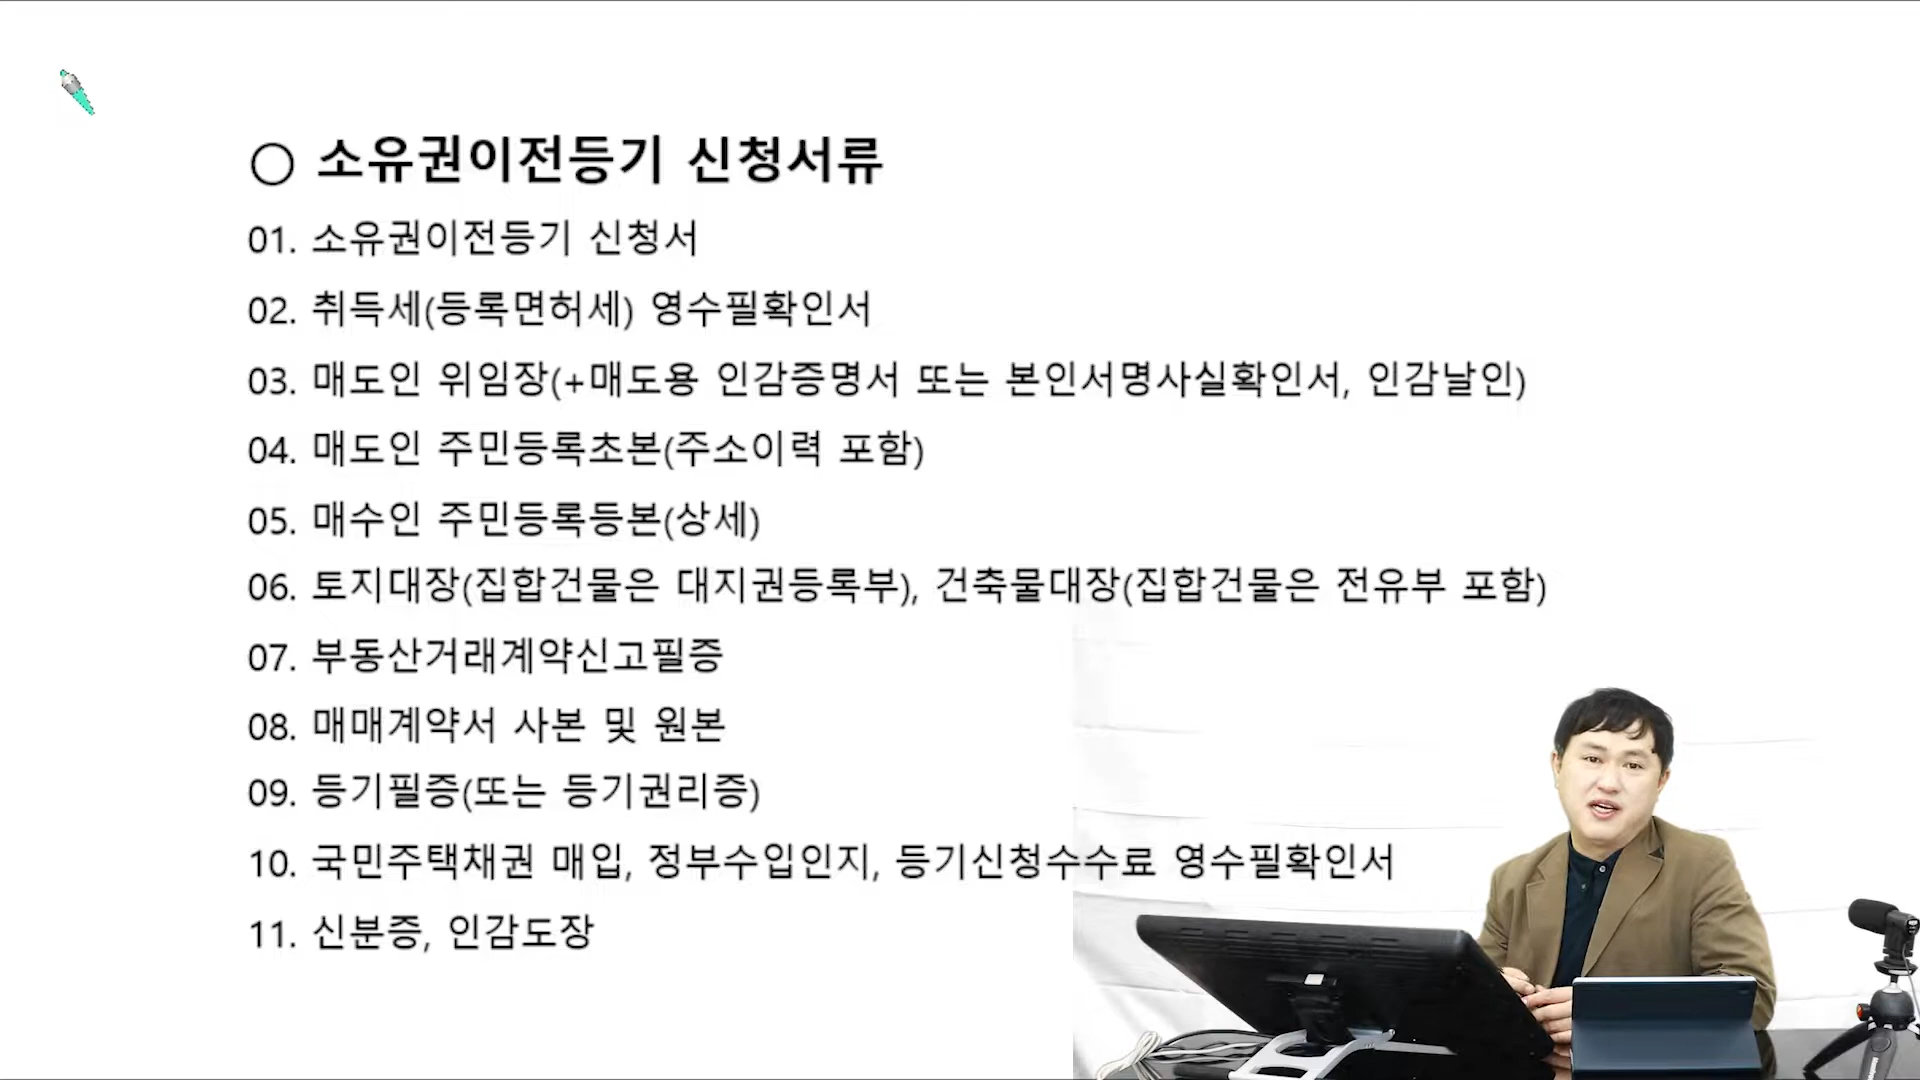 ○ 소유권이전등기 신청서류
01. 소유권이전등기 신청서
02. 취득세(등록면허세) 영수필확인서
03. 매도인 위임장(+매도용 인감증명서 또는 본인서명사실확인서, 인감날인)
04. 매도인 주민등록초본(주소이력 포함)
05. 매수인 주민등록등본(상세)
06. 토지대장(집합건물은 대지권등록부), 건축물대장(집합건물은 전유부 포함)
07. 부동산거래계약신고필증
08. 매매계약서 사본 및 원본
09. 등기필증(또는 등기권리증)
10. 국민주택채권 매입, 정부수입인지, 등기신청수수료 영수필확인서
11. 신분증, 인감도장